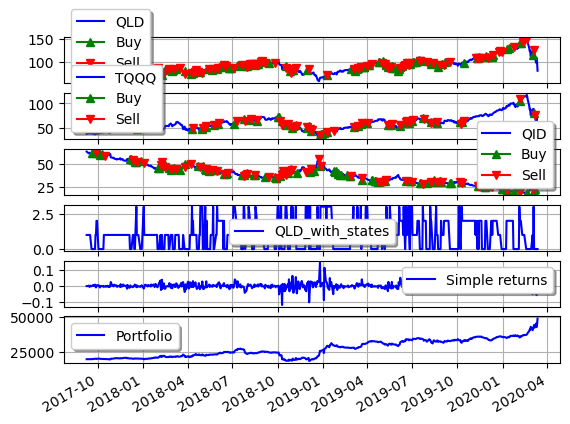 QLD
Buy
Sell
150
100
TQQQ
Buy
Sell
100
50
QID
Buy
Sell
50
25
2.5
0.0
QLD_with_states
0.1
0.0
−0.1
Simple returns
50000
25000
Portfolio
2017-10
2018-01
2018-04
2018-07
2018-10
2019-01
2019-04
2019-07
2019-10
2020-01
2020-04